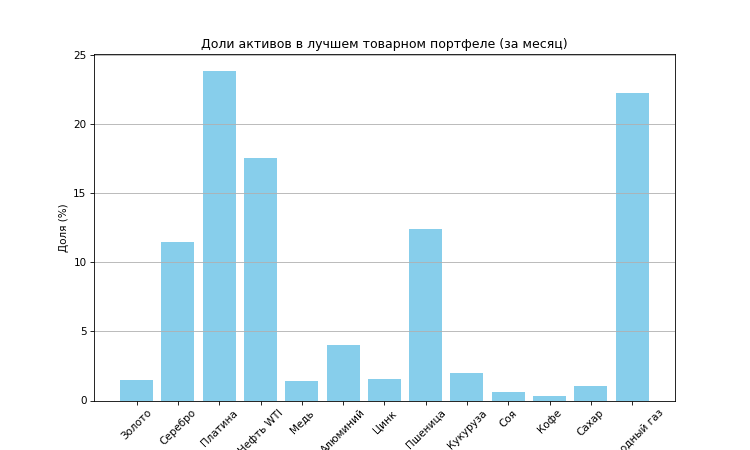 Доли активов в лучшем товарном портфеле (за месяц)
25
20
15
10
5
0
Доля (%)
Золото
Серебро
Платина
Нефть WTI
Медь
Алюминий
Цинк
Пшеница
Кукуруза
Соя
Кофе
Сахар
газ